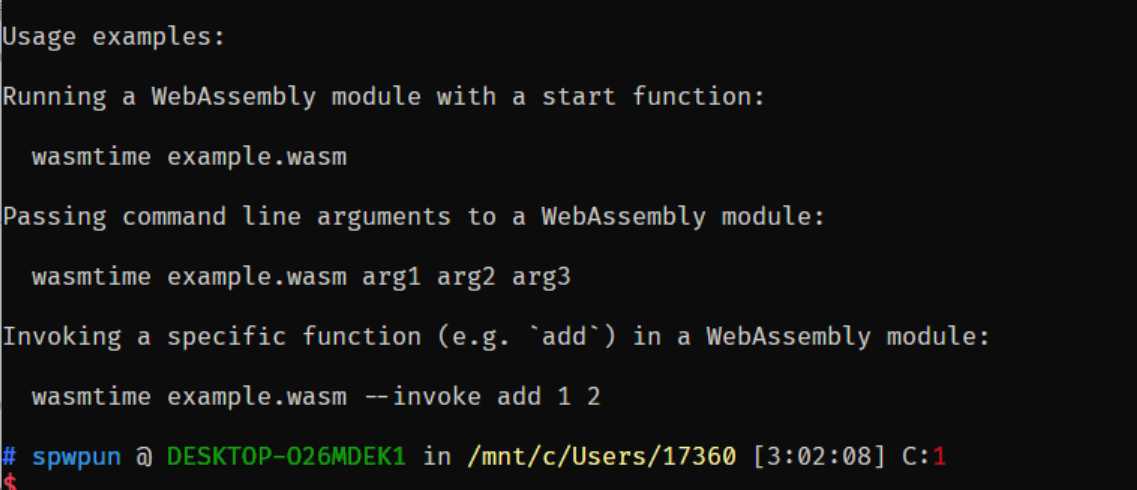 Usage examples:
Running a WebAssembly module with a start function:
  wasmtime example.wasm
Passing command line arguments to a WebAssembly module:
  wasmtime example.wasm arg1 arg2 arg3
Invoking a specific function (e.g. `add`) in a WebAssembly module:
  wasmtime example.wasm --invoke add 1 2
# spwpun @ DESKTOP-O26MDEK1 in /mnt/c/Users/17360 [3:02:08] C:1
$